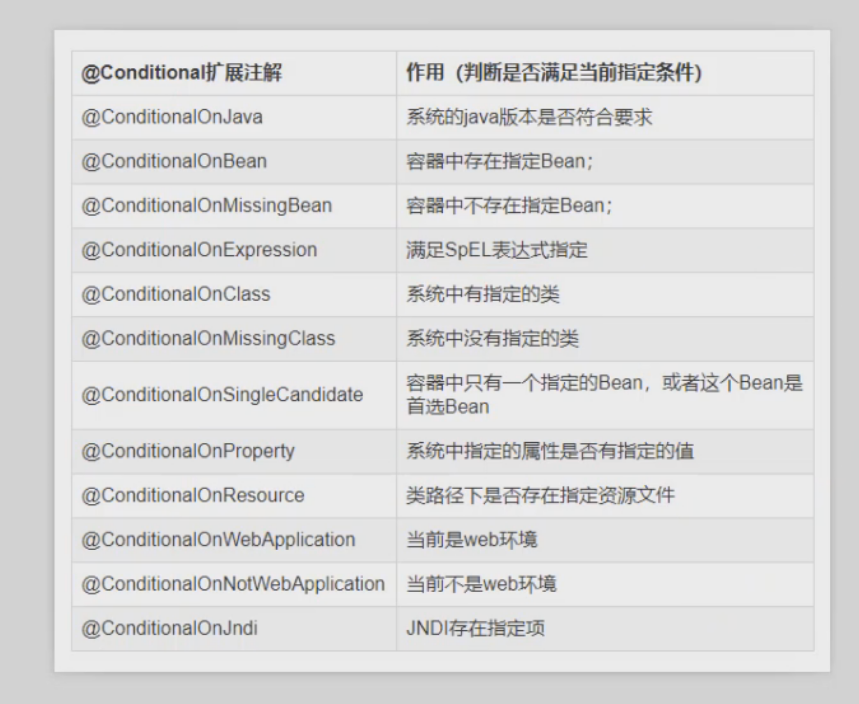 @Conditional扩展注解 作用（判断是否满足当前指定条件）
@ConditionalOnJava 系统的java版本是否符合要求
@ConditionalOnBean 容器中存在指定Bean；
@ConditionalOnMissingBean 容器中不存在指定Bean；
@ConditionalOnExpression 满足SpEL表达式指定
@ConditionalOnClass 系统中有指定的类
@ConditionalOnMissingClass 系统中没有指定的类
@ConditionalOnSingleCandidate 容器中只有一个指定的Bean，或者这个Bean是
首选Bean
@ConditionalOnProperty 系统中指定的属性是否有指定的值
@ConditionalOnResource 类路径下是否存在指定资源文件
@ConditionalOnWebApplication 当前是web环境
@ConditionalOnNotWebApplication 当前不是web环境
@ConditionalOnJndi JNDI存在指定项